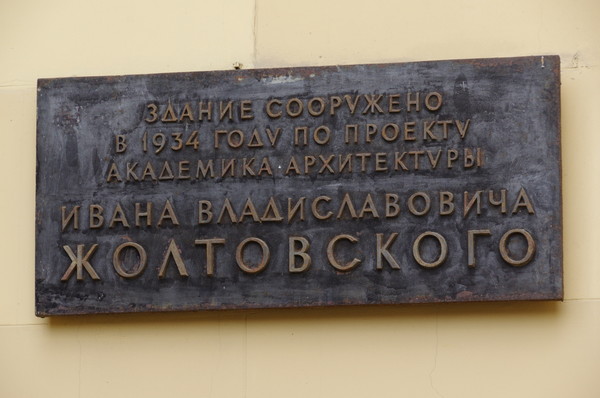 ЗДАНИЕ СООРУЖЕНО
В 1934 ГОДУ ПО ПРОЕКТУ
АКАДЕМИКА·АРХИТЕКТУРЫ
ИВАНА ВЛАДИСЛАВОВИЧА
ЖОЛТОВСКОГО